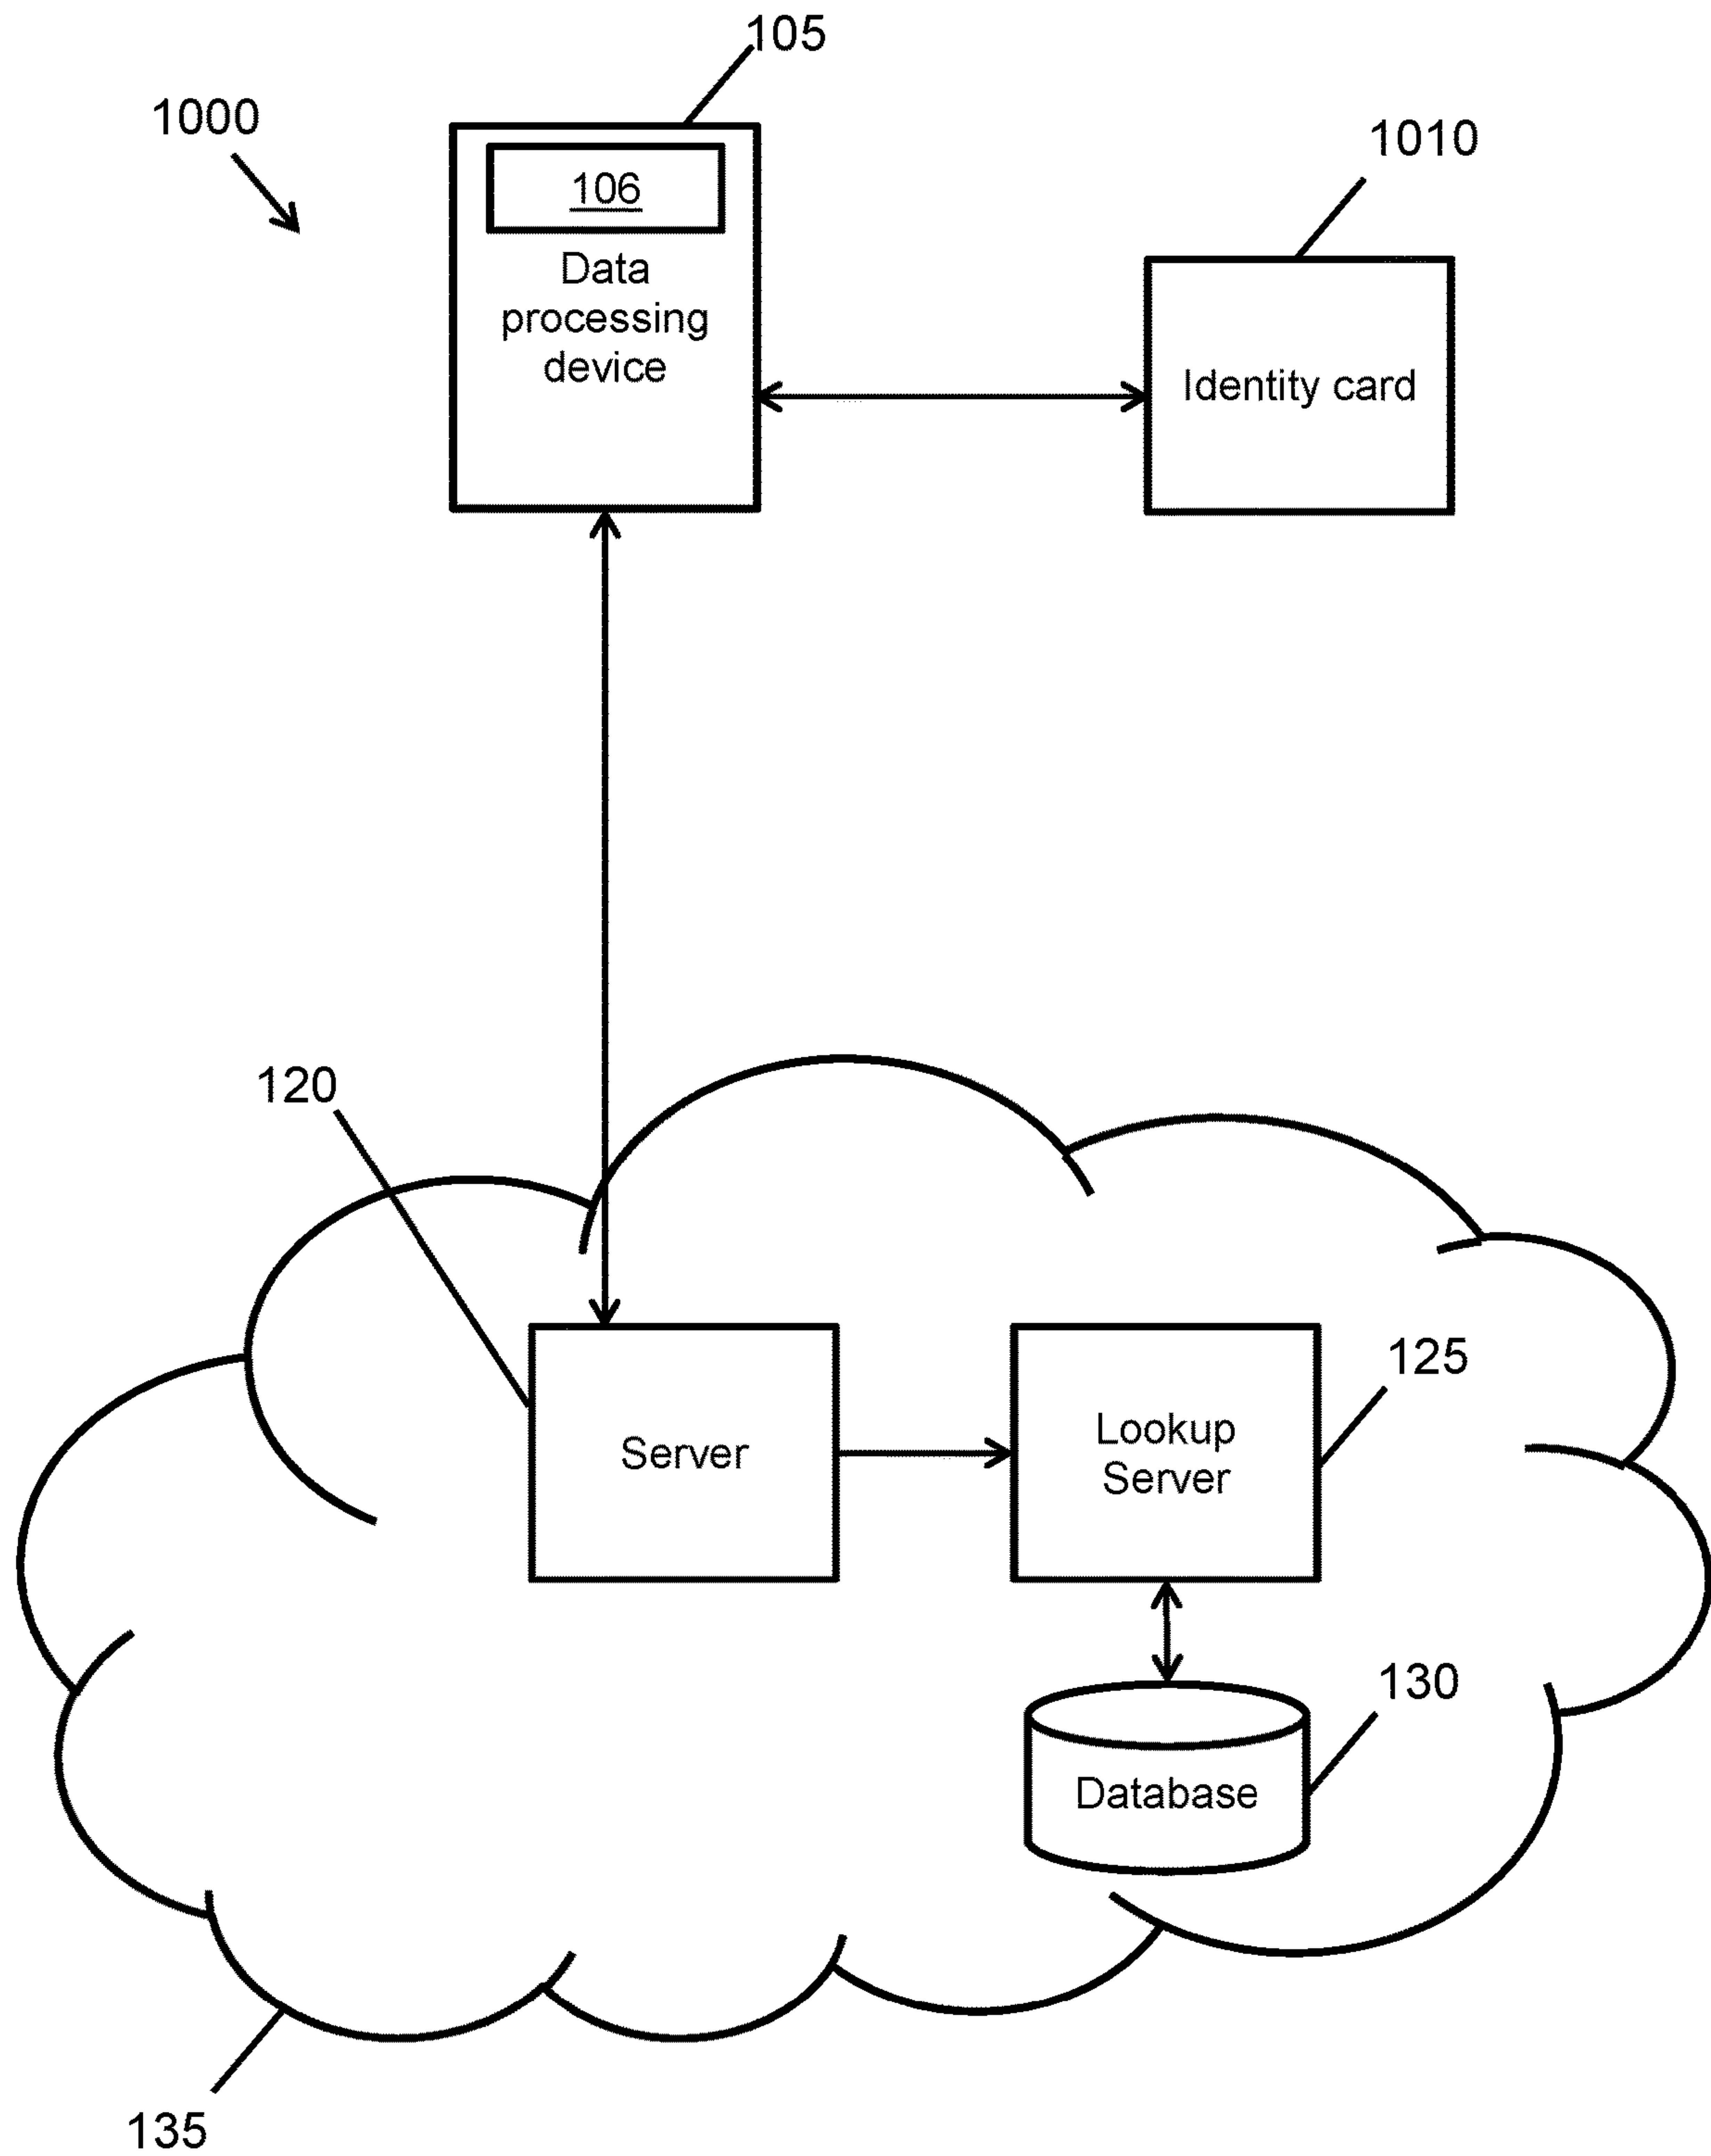 105
1000
1010
106
Data
processing
device
Identity card
120
125
Server
Lookup
Server
130
Database
135